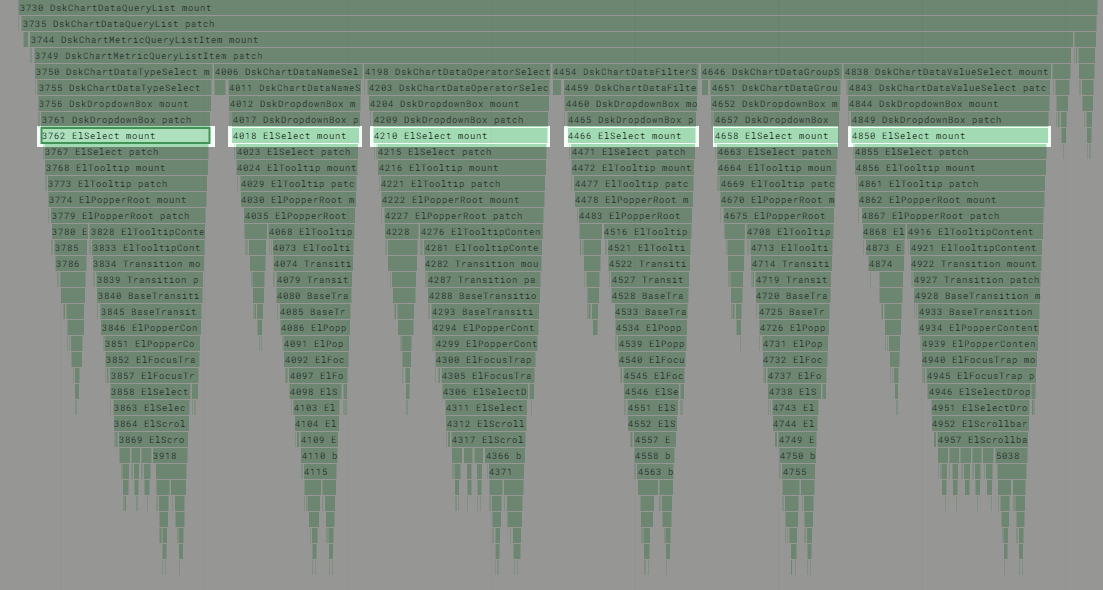 3730 DskChartDataQueryList mount
3735 DskChartDataQueryList patch
3744 DskChartMetricQueryListItem mount
3749 DskChartMetricQueryListItem patch
3750 DskChartDataTypeSelect m 4006 DskChartDataNameSel 4198 DskChartDataOperatorSelect 4454 DskChartDataFilterS 4646 DskChartDataGroupS 4838 DskChartDataValueSelect mount
3755 DskChartDataTypeSelect 4011 DskChartDataNameS 4203 DskChartDataOperatorSelec 4459 DskChartDataFilte 4651 DskChartDataGrou 4843 DskChartDataValueSelect patc
3756 DskDropdownBox mount 4012 DskDropdownBox m 4204 DskDropdownBox mount 4460 DskDropdownBox mo 4652 DskDropdownBox m 4844 DskDropdownBox mount
3761 DskDropdownBox patch 4017 DskDropdownBox p 4209 DskDropdownBox patch 4465 DskDropdownBox p 4657 DskDropdownBox 4849 DskDropdownBox patch
3762 ElSelect mount 4018 ElSelect mount 4210 ElSelect mount 4466 ElSelect mount 4658 ElSelect mount 4850 ElSelect mount
3767 ElSelect patch 4023 ElSelect patch 4215 ElSelect patch 4471 ElSelect patch 4663 ElSelect patch 4855 ElSelect patch
3768 ElTooltip mount 4024 ElTooltip mount 4216 ElTooltip mount 4472 ElTooltip mount 4664 ElTooltip moun 4856 ElTooltip mount
3773 ElTooltip patch 4029 ElTooltip patc 4221 ElTooltip patch 4477 ElTooltip patc 4669 ElTooltip patc 4861 ElTooltip patch
3774 ElPopperRoot mount 4030 ElPopperRoot m 4222 ElPopperRoot mount 4478 ElPopperRoot m 4670 ElPopperRoot m 4862 ElPopperRoot mount
3779 ElPopperRoot patch 4035 ElPopperRoot 4227 ElPopperRoot patch 4483 ElPopperRoot 4675 ElPopperRoot 4867 ElPopperRoot patch
3780 E 3828 ElTooltipConte 4068 ElTooltip 4228 4276 ElTooltipConten 4516 ElTooltip 4708 ElTooltip 4868 El 4916 ElTooltipContent
3785 3833 ElTooltipCont 4073 ElToolti 4281 ElTooltipConte 4521 ElToolti 4713 ElToolti 4873 E 4921 ElTooltipContent
3786 3834 Transition mo 4074 Transiti 4282 Transition mou 4522 Transiti 4714 Transiti 4874 4922 Transition mount
3839 Transition p 4079 Transit 4287 Transition pa 4527 Transit 4719 Transit 4927 Transition patch
3840 BaseTransiti 4080 BaseTra 4288 BaseTransitio 4528 BaseTra 4720 BaseTra 4928 BaseTransition m
3845 BaseTransit 4085 BaseTr 4293 BaseTransiti 4533 BaseTra 4725 BaseTr 4933 BaseTransition
3846 ElPopperCon 4086 ElPopp 4294 ElPopperCont 4534 ElPopp 4726 ElPopp 4934 ElPopperContent
3851 ElPopperCo 4091 ElPop 4299 ElPopperCont 4539 ElPopp 4731 ElPop 4939 ElPopperConten
3852 ElFocusTra 4092 ElFoc 4300 ElFocusTrap 4540 ElFocu 4732 ElFoc 4940 ElFocusTrap mo
3857 ElFocusTr 4097 ElFo 4305 ElFocusTra 4545 ElFoc 4737 ElFo 4945 ElFocusTrap p
3858 ElSelect 4098 ElS 4306 ElSelectD 4546 ElSe 4738 ElS 4946 ElSelectDrop
3863 ElSelec 4103 El 4311 ElSelect 4551 ElS 4743 El 4951 ElSelectDro
3864 ElScrol 4104 El 4312 ElScroll 4552 ElS 4744 El 4952 ElScrollbar
3869 ElScro 4109 E 4317 ElScrol 4557 E 4749 E 4957 ElScrollba
3918 4110 b 4366 b 4558 b 4750 b 5038
4115 4371 4563 b 4755